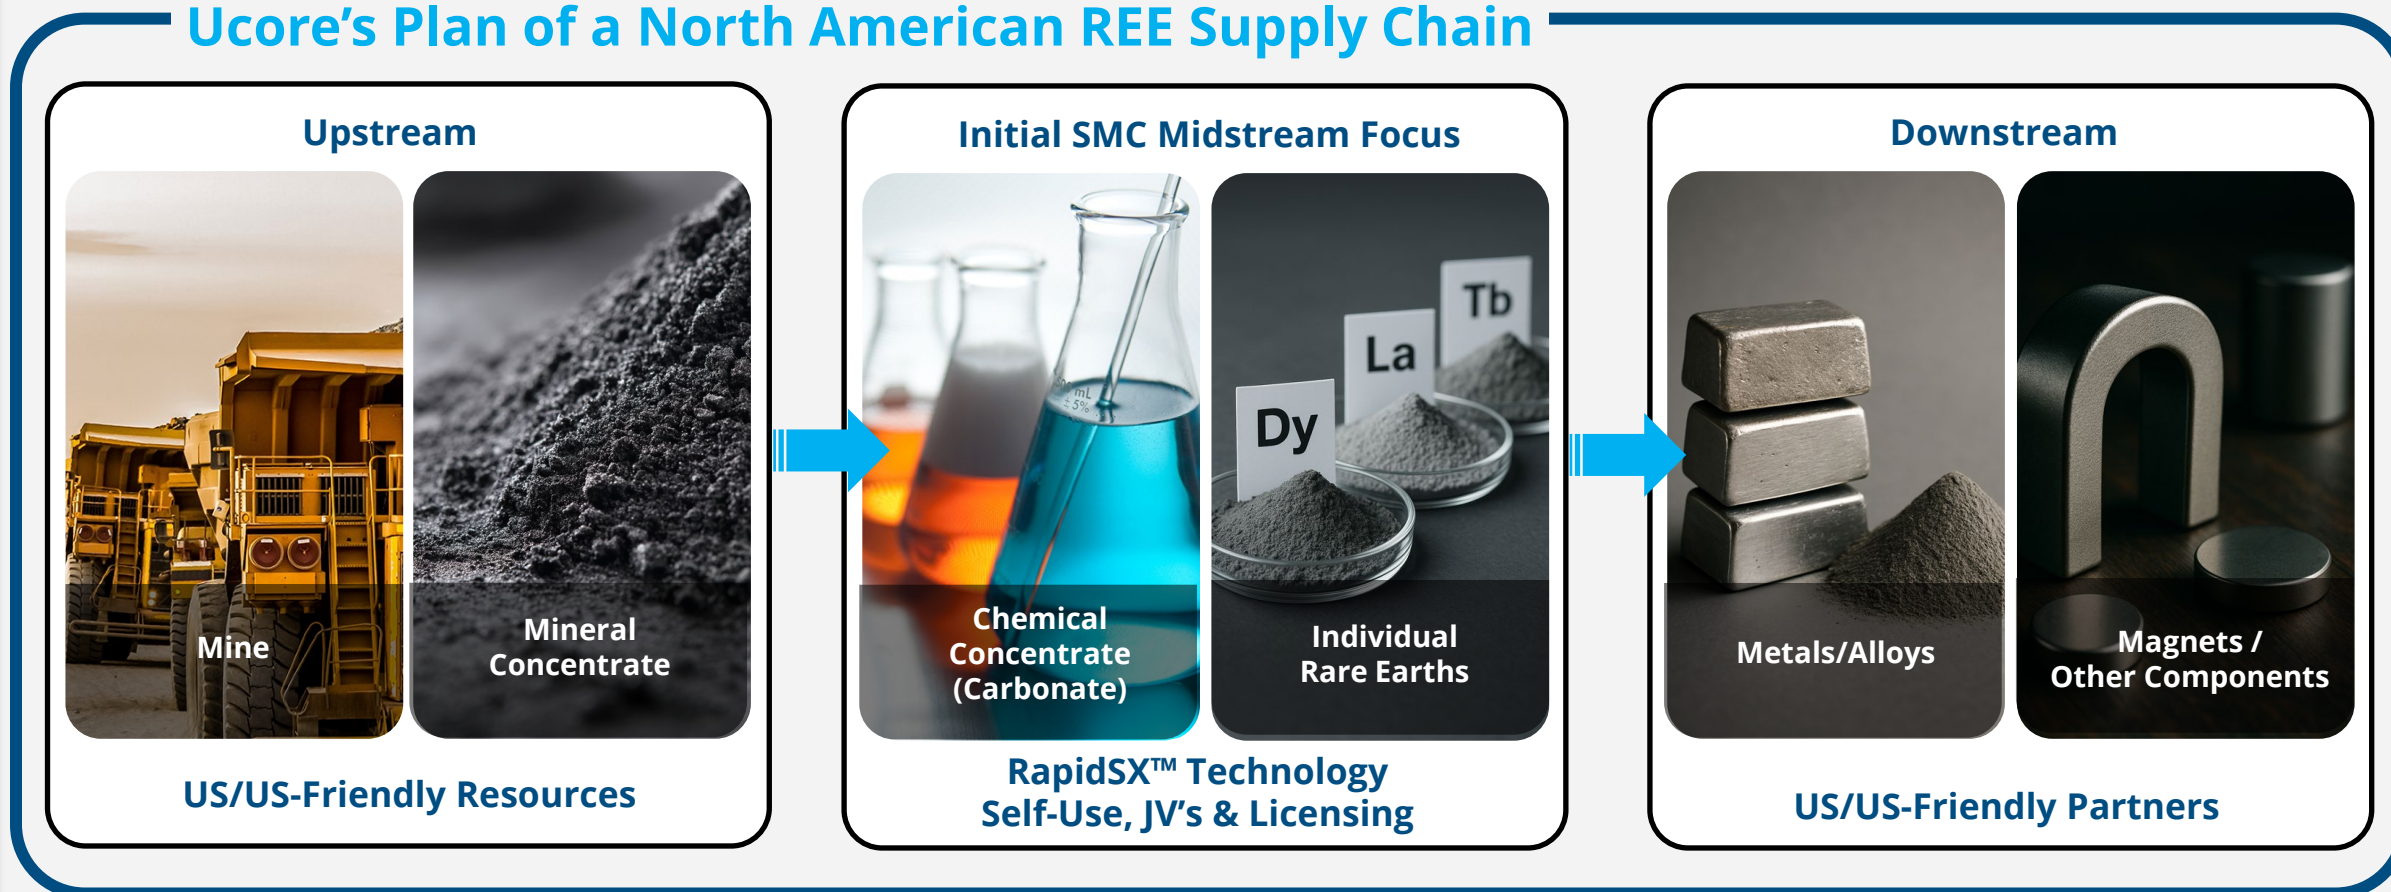 Ucore’s Plan of a North American REE Supply Chain
Upstream
Mine
Mineral
Concentrate
US/US-Friendly Resources
Initial SMC Midstream Focus
mL
± 5%
Chemical
Concentrate
(Carbonate)
Dy
La
Tb
Individual
Rare Earths
RapidSX™ Technology
Self-Use, JV’s & Licensing
Downstream
Metals/Alloys
Magnets /
Other Components
US/US-Friendly Partners